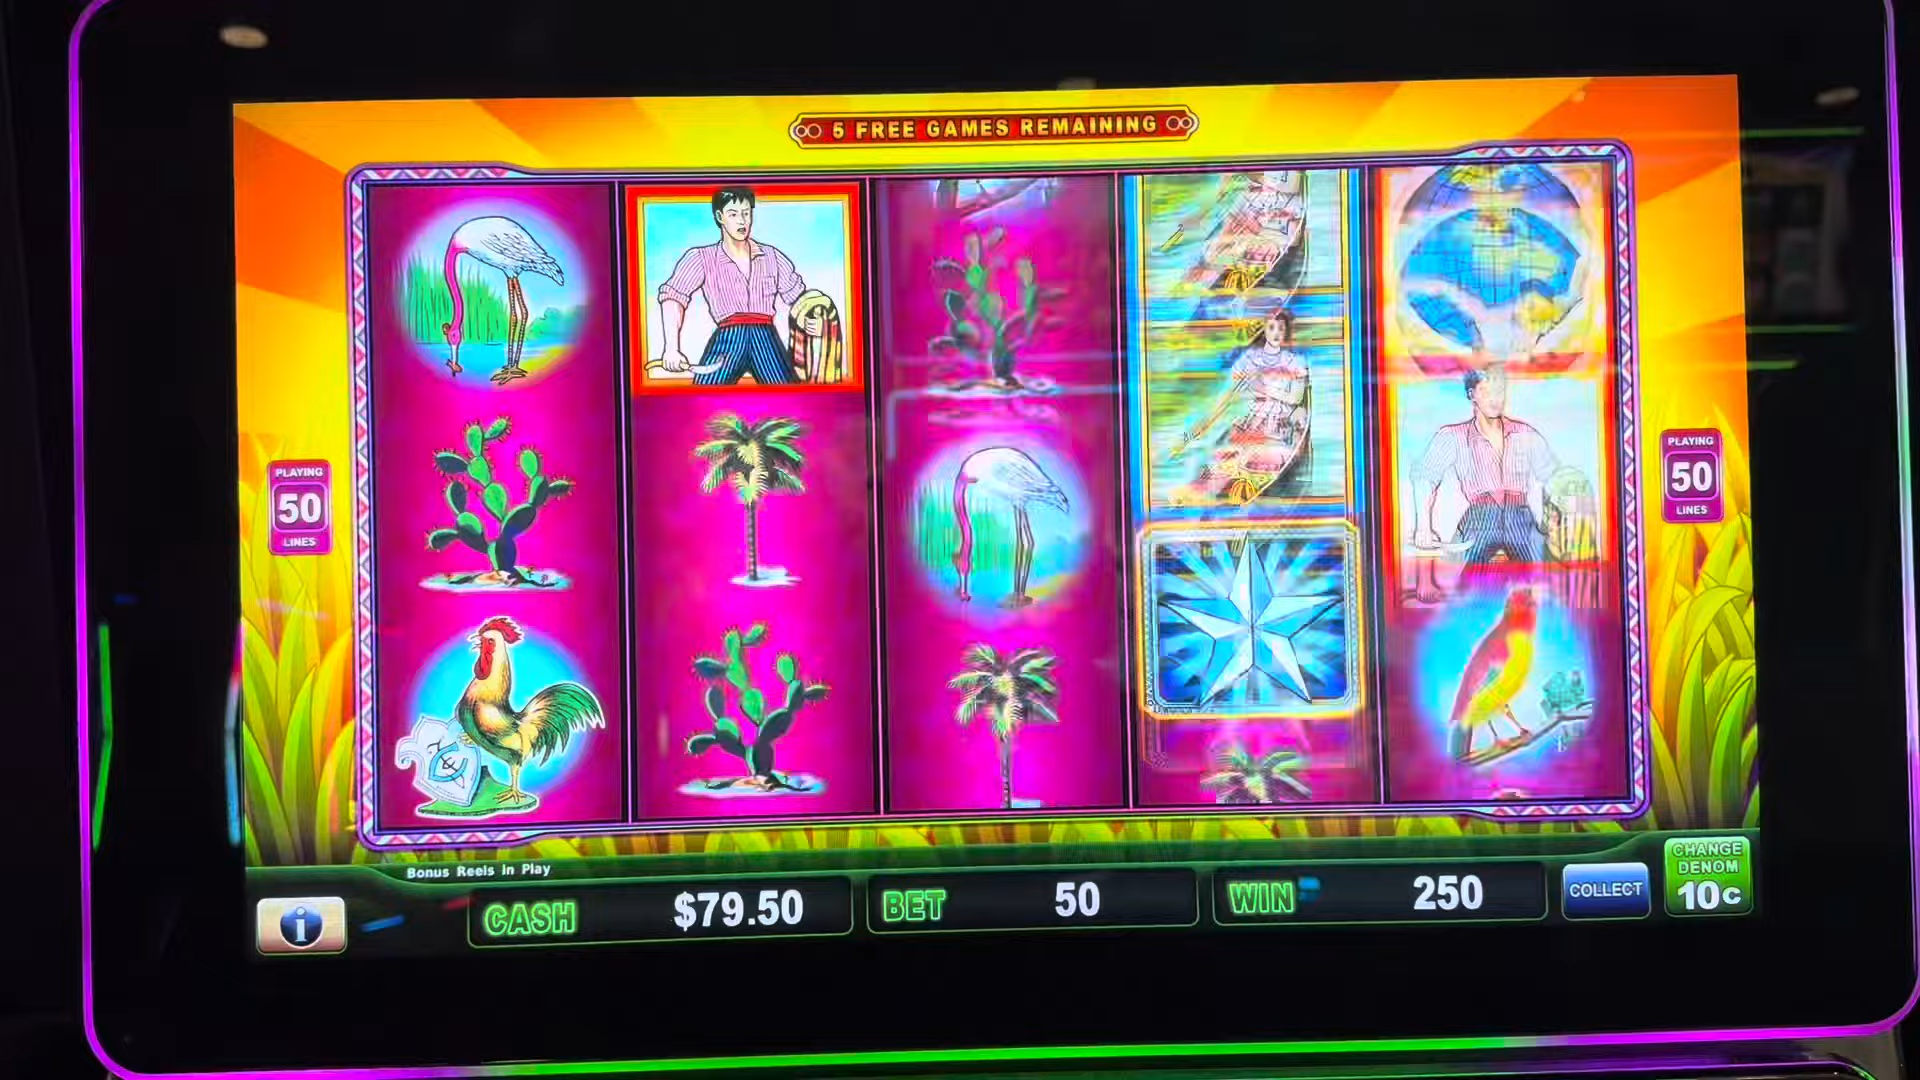 5 FREE GAMES REMAINING
PLAYING
50
LINES
PLAYING
50
LINES
Bonus Reels In Play
CASH $79.50
BET 50
WIN 250
COLLECT
CHANGE
DENOM
10c
i